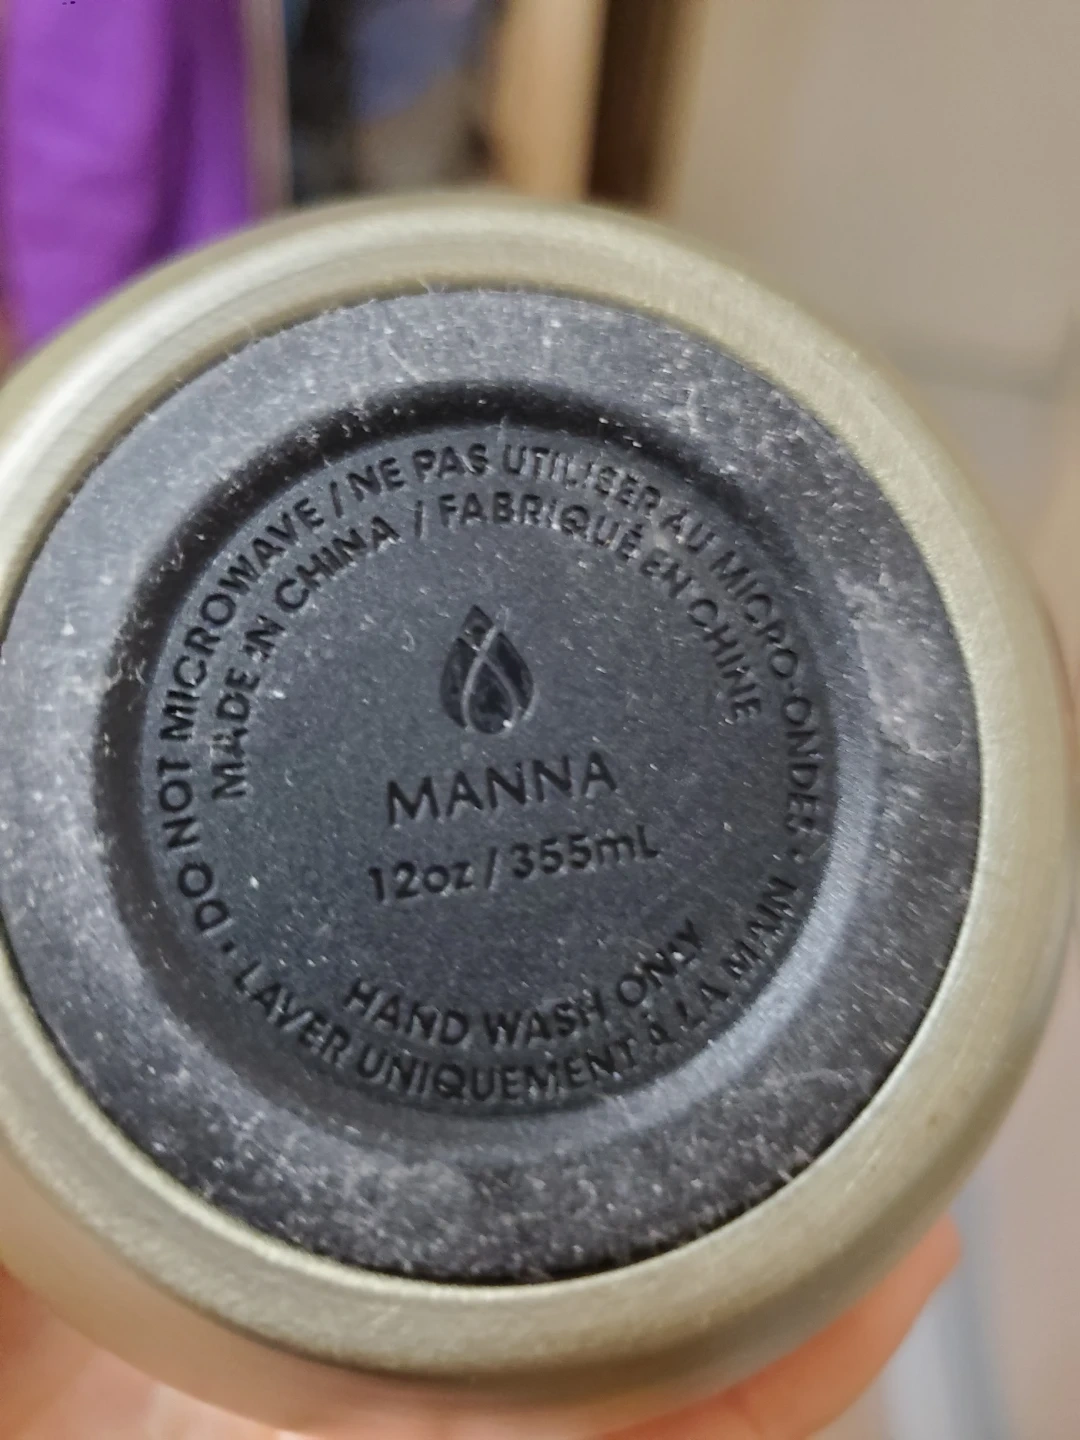 DO NOT MICROWAVE / NE PAS UTILISER AU MICRO-ONDES •
MADE IN CHINA / FABRIQUÉ EN CHINE
MANNA
12oz / 355mL
HAND WASH ONLY
• LAVER UNIQUEMENT À LA MAIN